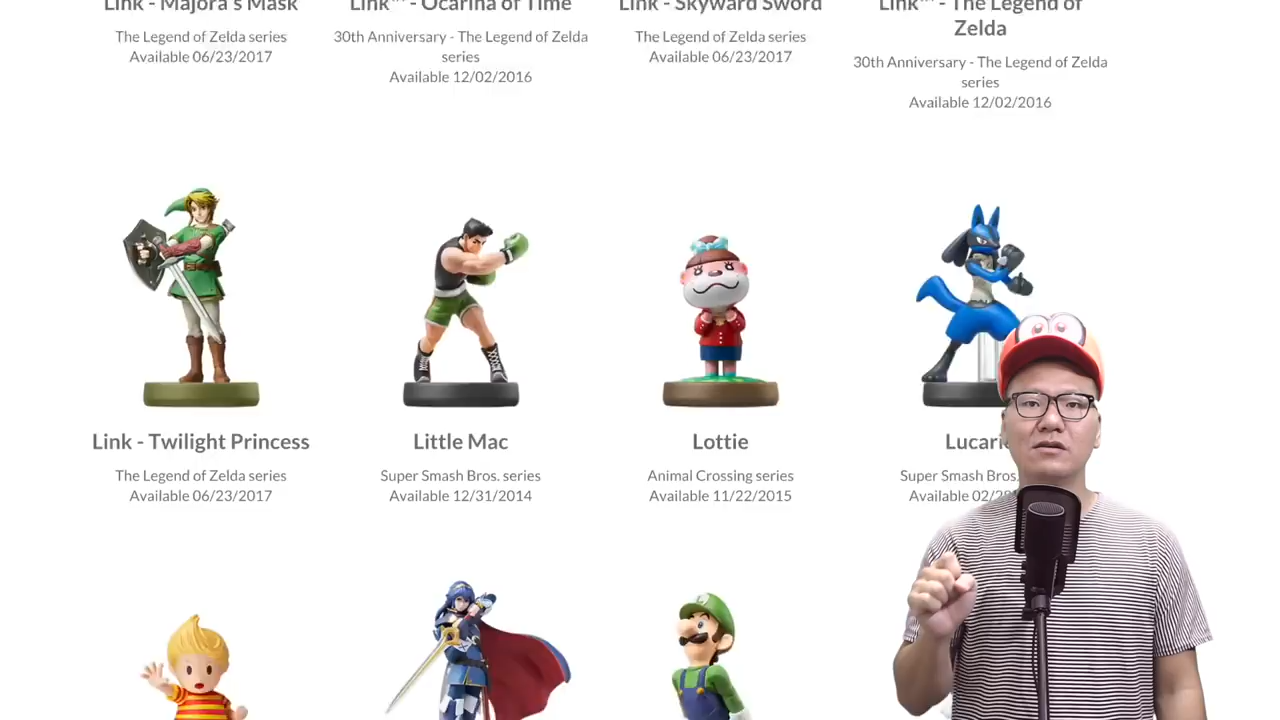 Link - Majora's Mask
The Legend of Zelda series
Available 06/23/2017
Link™ - Ocarina of Time
30th Anniversary - The Legend of Zelda
series
Available 12/02/2016
Link - Skyward Sword
The Legend of Zelda series
Available 06/23/2017
Link™ - The Legend of
Zelda
30th Anniversary - The Legend of Zelda
series
Available 12/02/2016
Link - Twilight Princess
The Legend of Zelda series
Available 06/23/2017
Little Mac
Super Smash Bros. series
Available 12/31/2014
Lottie
Animal Crossing series
Available 11/22/2015
Lucari
Super Smash Bros.
Available 02/2